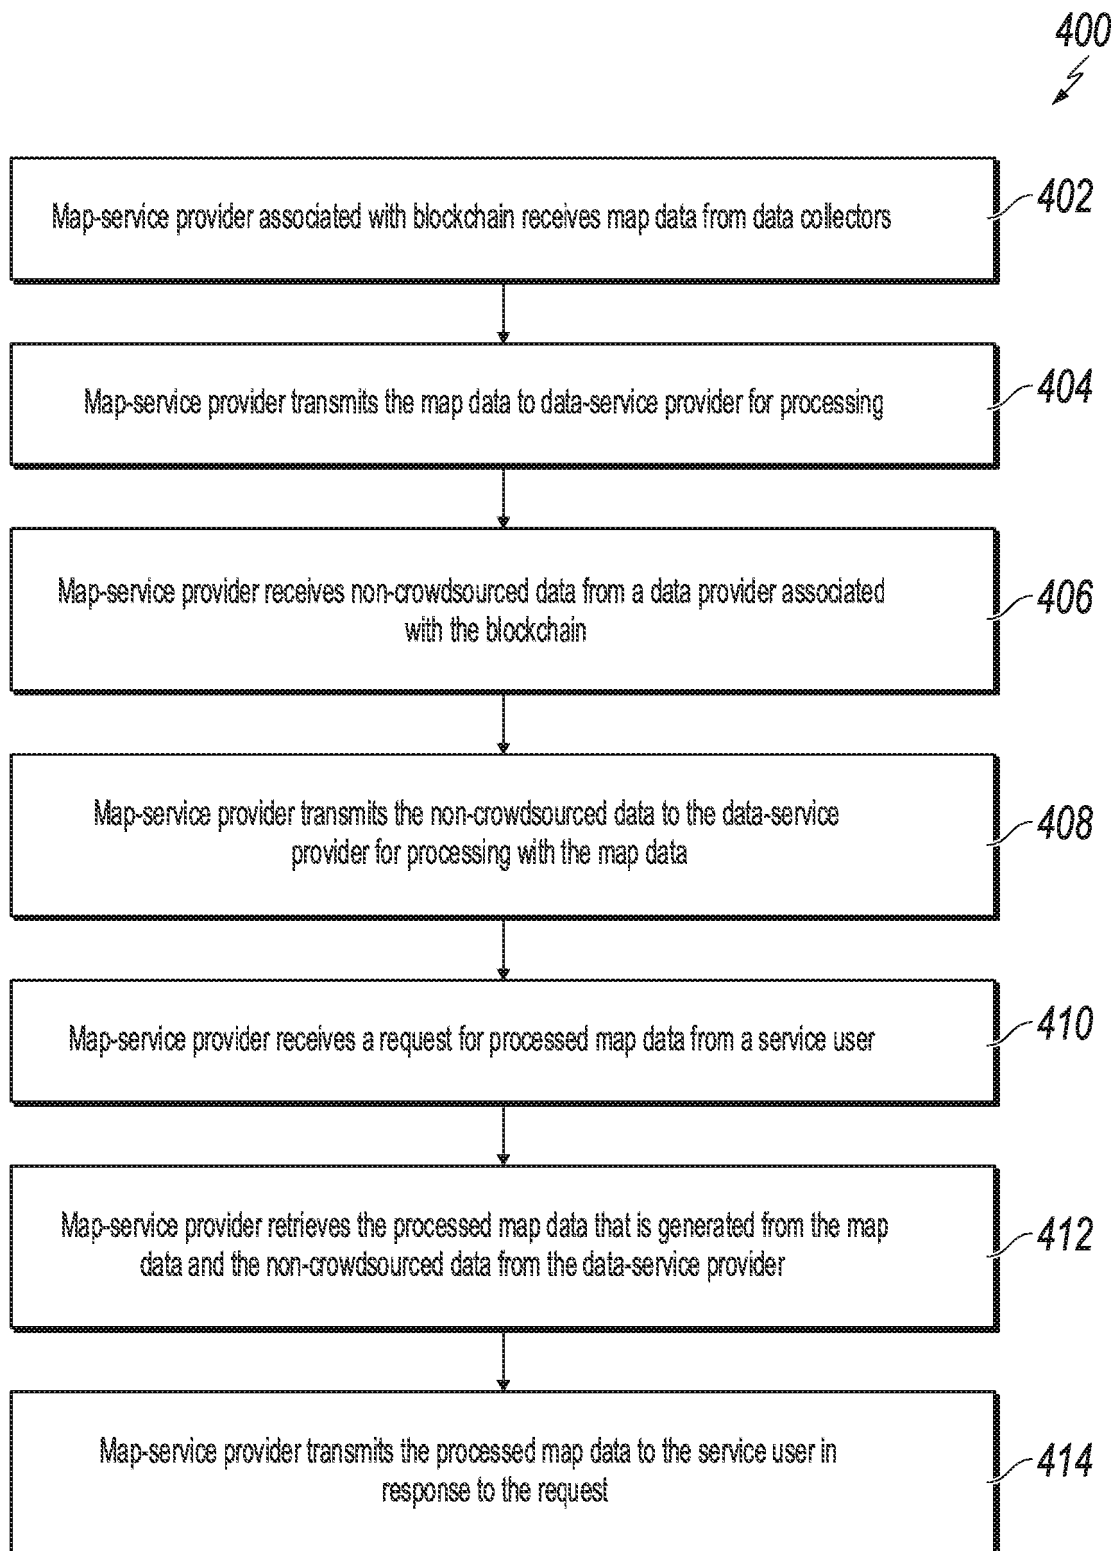 400
Map-service provider associated with blockchain receives map data from data collectors
402
Map-service provider transmits the map data to data-service provider for processing
404
Map-service provider receives non-crowdsourced data from a data provider associated
with the blockchain
406
Map-service provider transmits the non-crowdsourced data to the data-service
provider for processing with the map data
408
Map-service provider receives a request for processed map data from a service user
410
Map-service provider retrieves the processed map data that is generated from the map
data and the non-crowdsourced data from the data-service provider
412
Map-service provider transmits the processed map data to the service user in
response to the request
414